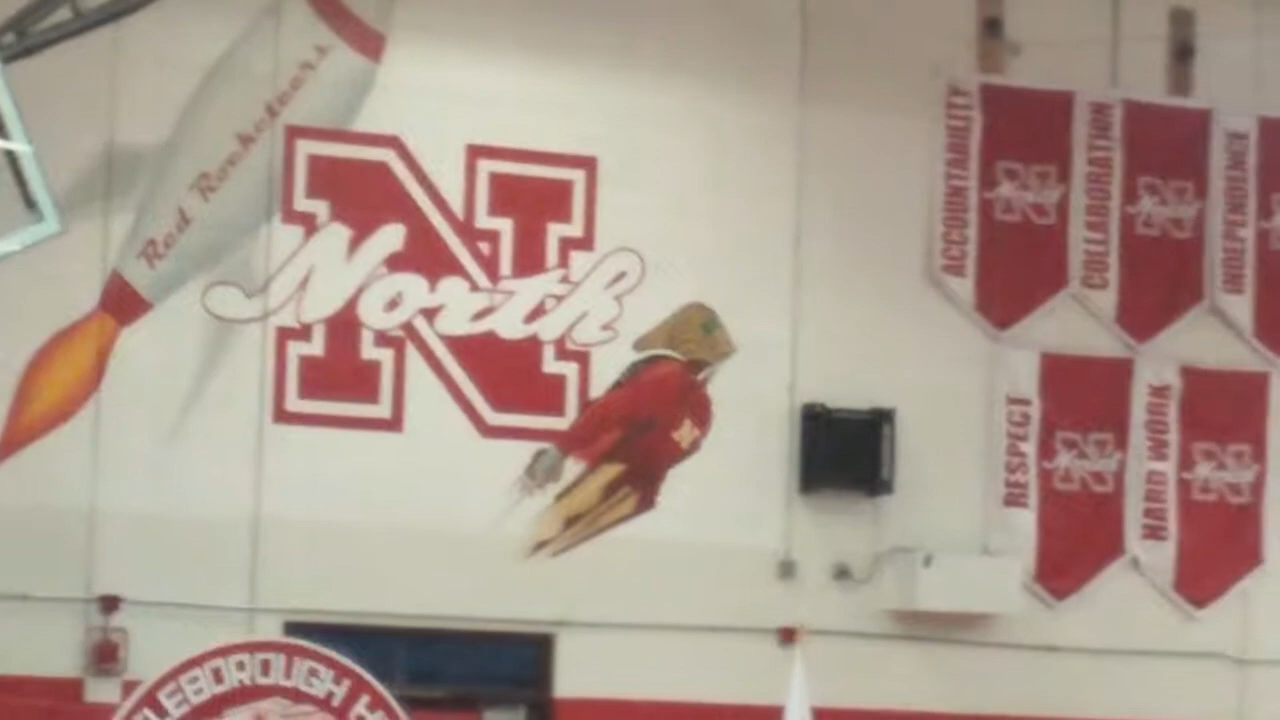 Red Rocketeers
N
North
ACCOUNTABILITY
COLLABORATION
INDEPENDENCE
RESPECT
HARD WORK
LEBOROUGH H